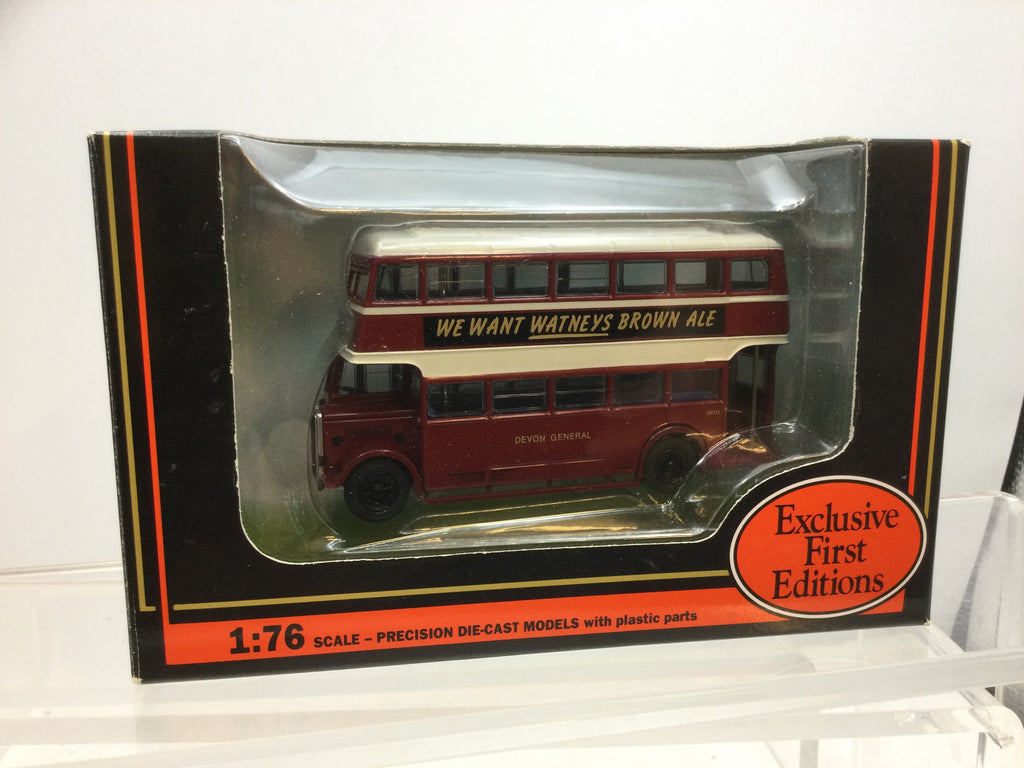 WE WANT WATNEYS BROWN ALE
DEVON GENERAL
Exclusive
First
Editions
1:76 SCALE – PRECISION DIE-CAST MODELS with plastic parts